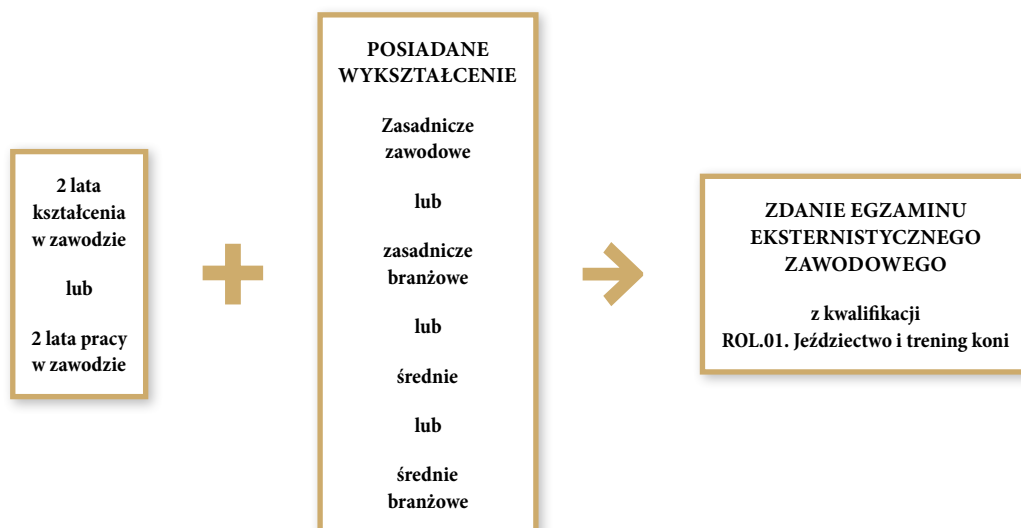 2 lata
kształcenia
w zawodzie
lub
2 lata pracy
w zawodzie
POSIADANE
WYKSZTAŁCENIE
Zasadnicze
zawodowe
lub
zasadnicze
branżowe
lub
średnie
lub
średnie
branżowe
ZDANIE EGZAMINU
EKSTERNISTYCZNEGO
ZAWODOWEGO
z kwalifikacji
ROL.01. Jeździectwo i trening koni